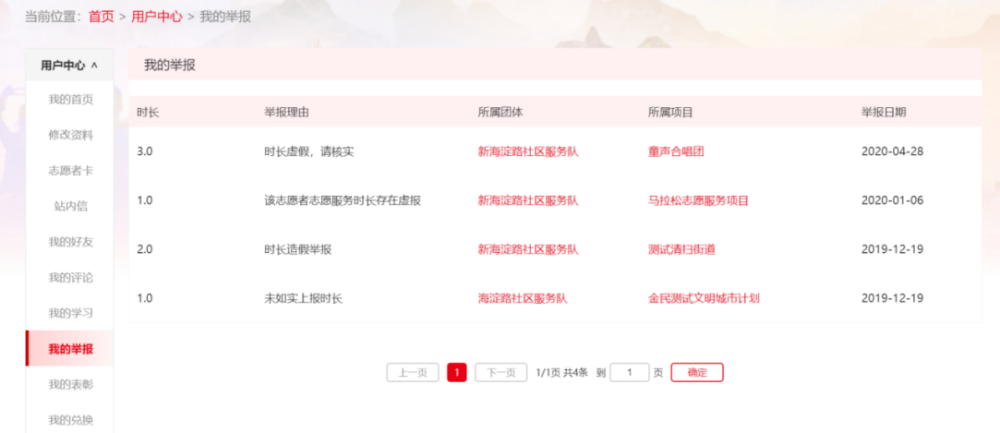 当前位置：首页 > 用户中心 > 我的举报
用户中心 ∧
我的首页
修改资料
志愿者卡
站内信
我的好友
我的评论
我的学习
我的举报
我的表彰
我的兑换
我的举报
时长 举报理由 所属团体 所属项目 举报日期
3.0 时长虚假，请核实 新海淀路社区服务队 童声合唱团 2020-04-28
1.0 该志愿者志愿服务时长存在虚报 新海淀路社区服务队 马拉松志愿服务项目 2020-01-06
2.0 时长造假举报 新海淀路社区服务队 测试清扫街道 2019-12-19
1.0 未如实上报时长 海淀路社区服务队 金民测试文明城市计划 2019-12-19
上一页 1 下一页 1/1页 共4条 到 1 页 确定